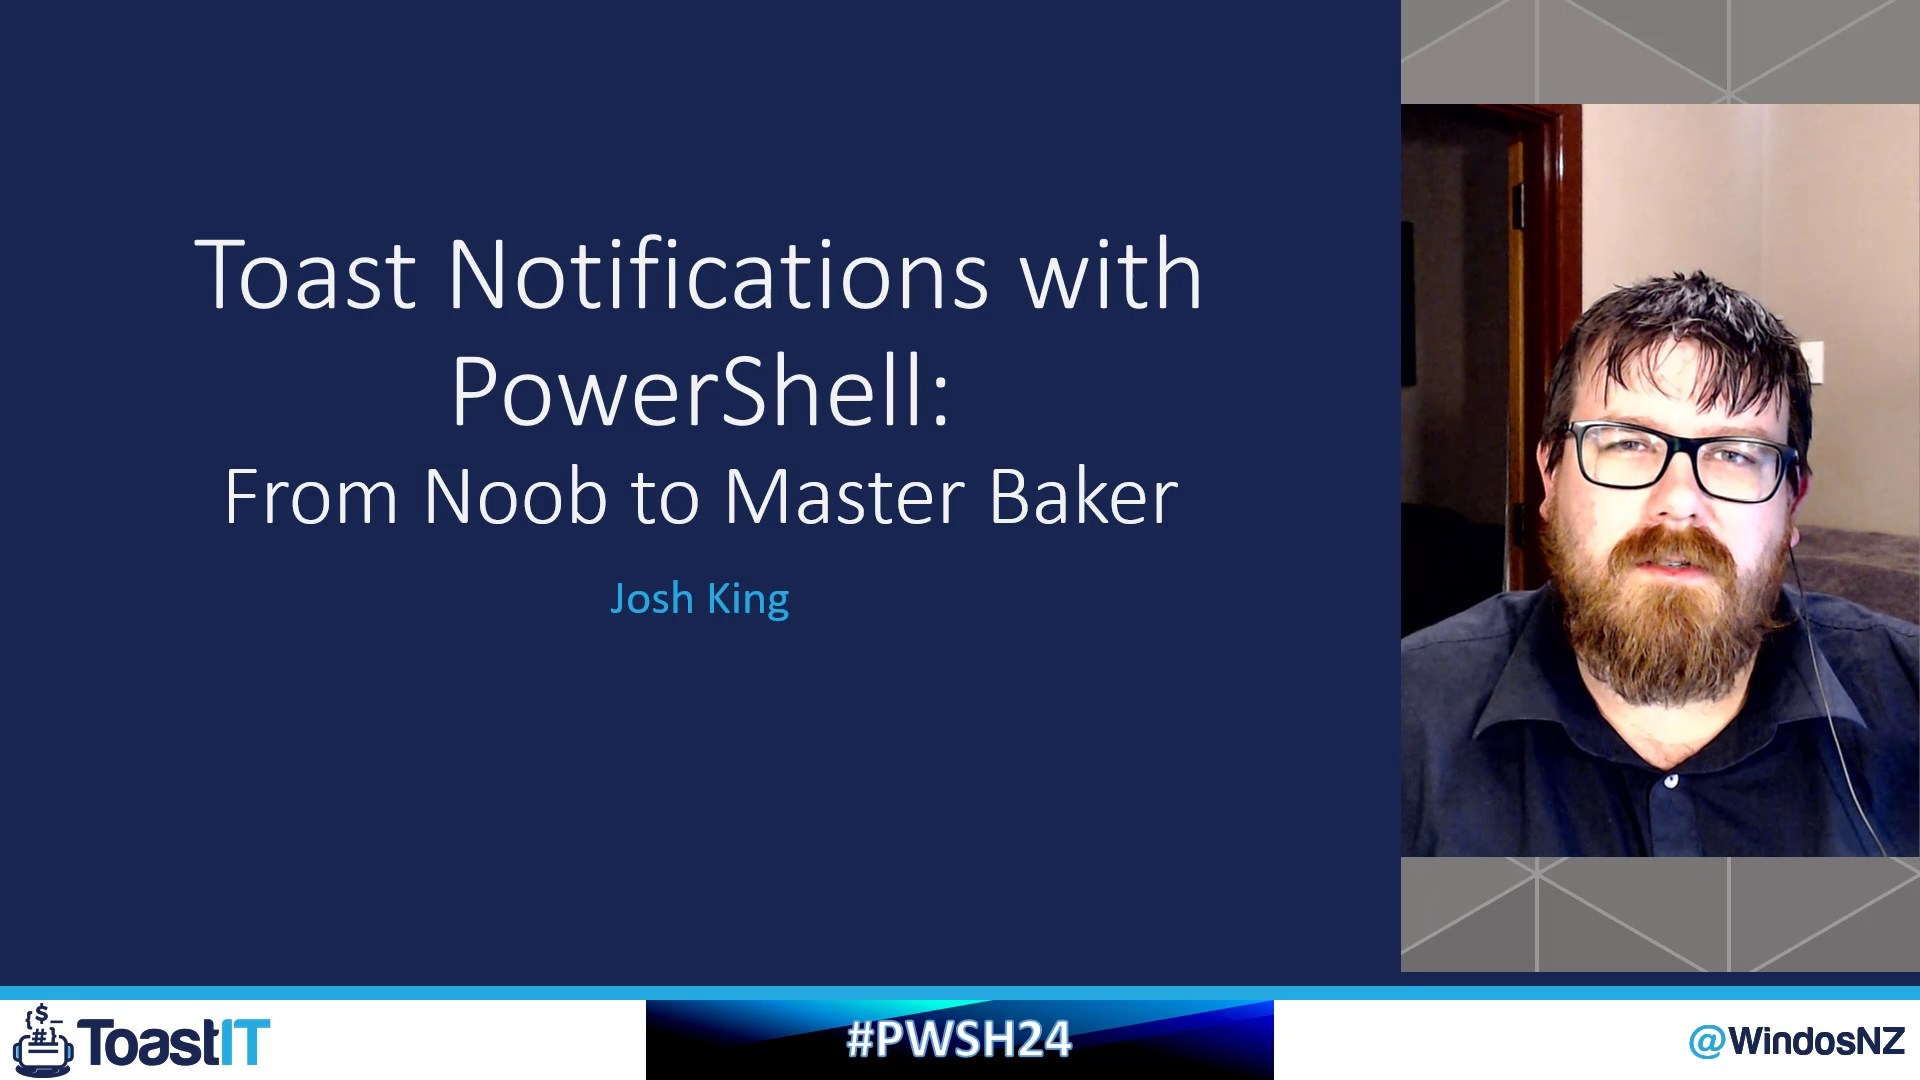 Toast Notifications with
PowerShell:
From Noob to Master Baker
Josh King
{$_
#}
ToastIT
#PWSH24
@WindosNZ